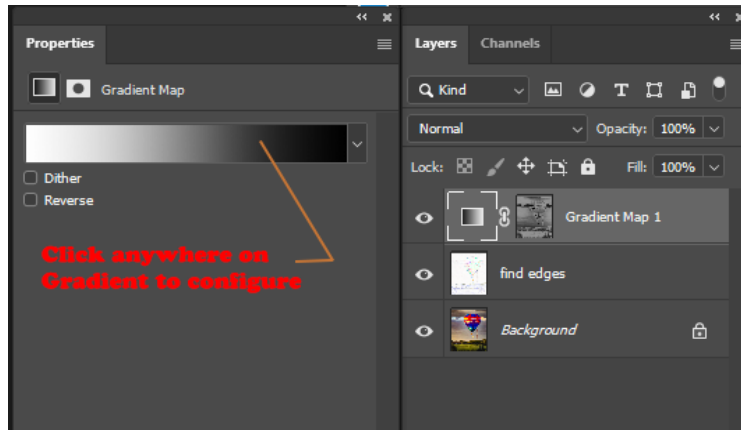 Properties
Gradient Map
Dither
Reverse
Click anywhere on
Gradient to configure
Layers Channels
Kind T
Normal Opacity: 100%
Lock: Fill: 100%
Gradient Map 1
find edges
Background